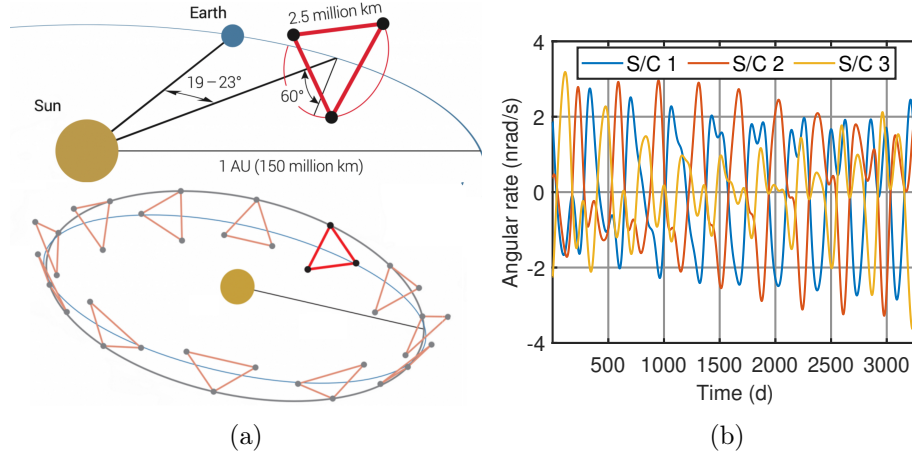 Earth
2.5 million km
19 – 23°
60°
Sun
1 AU (150 million km)
(a)
S/C 1 S/C 2 S/C 3
Angular rate (nrad/s)
4
2
0
-2
-4
500 1000 1500 2000 2500 3000
Time (d)
(b)